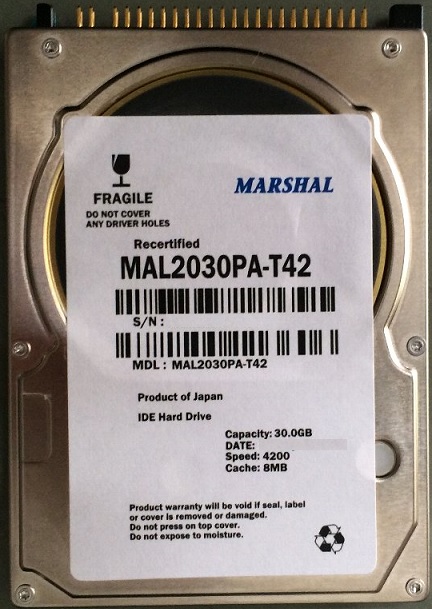 FRAGILE
DO NOT COVER
ANY DRIVER HOLES
MARSHAL
Recertified
MAL2030PA-T42
S/N :
MDL : MAL2030PA-T42
Product of Japan
IDE Hard Drive
Capacity: 30.0GB
DATE:
Speed: 4200
Cache: 8MB
Product warranty will be void if seal, label
or cover is removed or damaged.
Do not press on top cover.
Do not expose to moisture.